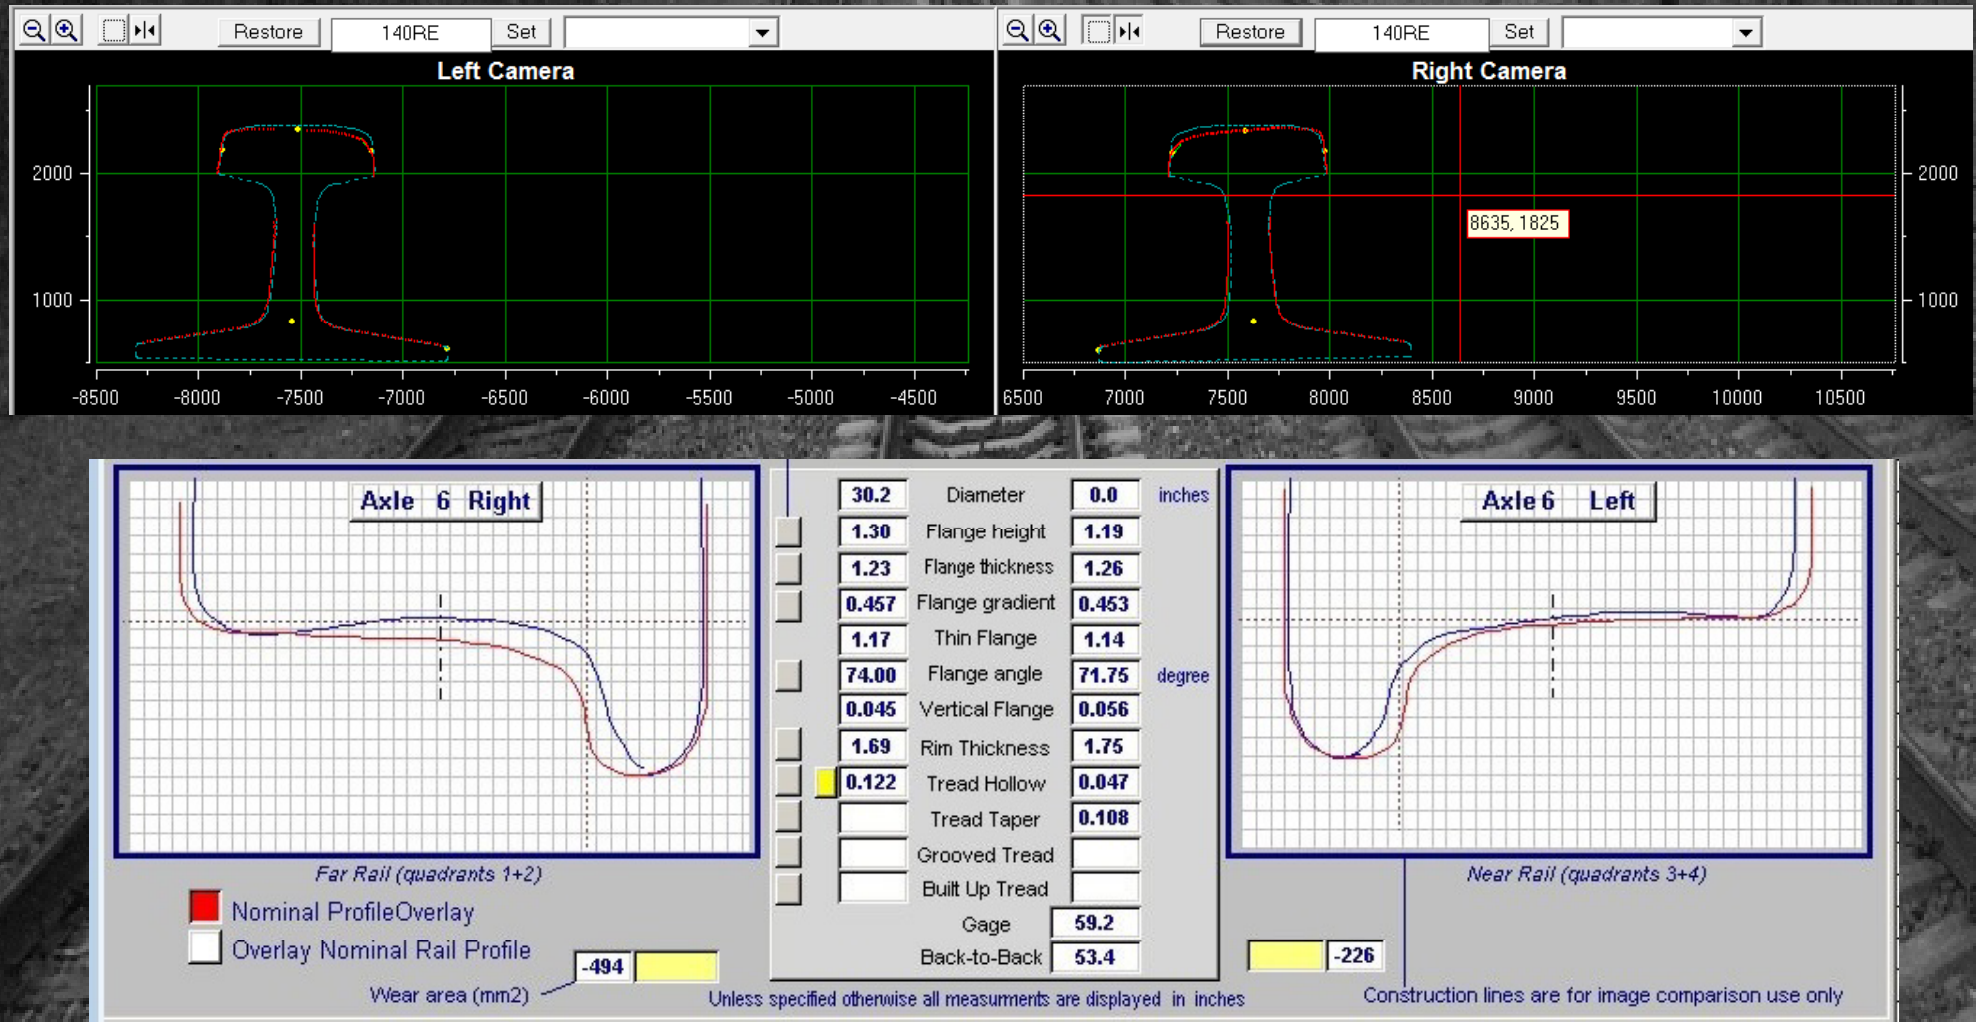 Restore 140RE Set
Restore 140RE Set
Left Camera
Right Camera
2000
1000
-8500 -8000 -7500 -7000 -6500 -6000 -5500 -5000 -4500
8635, 1825
2000
1000
6500 7000 7500 8000 8500 9000 9500 10000 10500
Axle 6 Right
30.2 Diameter 0.0 inches
1.30 Flange height 1.19
1.23 Flange thickness 1.26
0.457 Flange gradient 0.453
1.17 Thin Flange 1.14
74.00 Flange angle 71.75 degree
0.045 Vertical Flange 0.056
1.69 Rim Thickness 1.75
0.122 Tread Hollow 0.047
Tread Taper 0.108
Grooved Tread
Built Up Tread
Gage 59.2
Back-to-Back 53.4
Axle 6 Left
Far Rail (quadrants 1+2)
Near Rail (quadrants 3+4)
Nominal ProfileOverlay
Overlay Nominal Rail Profile
-494
-226
Wear area (mm2)
Unless specified otherwise all measurments are displayed in inches
Construction lines are for image comparison use only